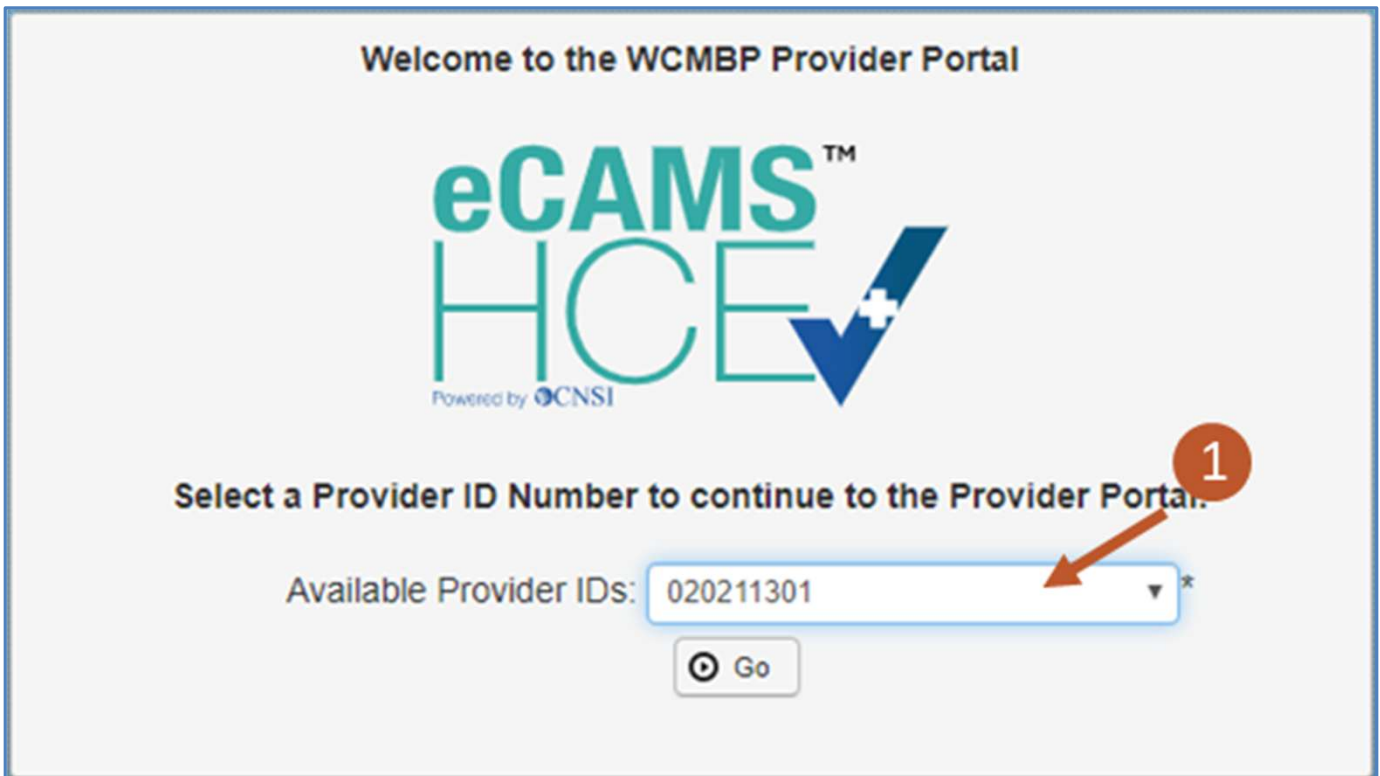 Welcome to the WCMBP Provider Portal
eCAMS™
HCE
Powered by CNSI
1
Select a Provider ID Number to continue to the Provider Portal.
Available Provider IDs: 020211301 ▼ *
Go